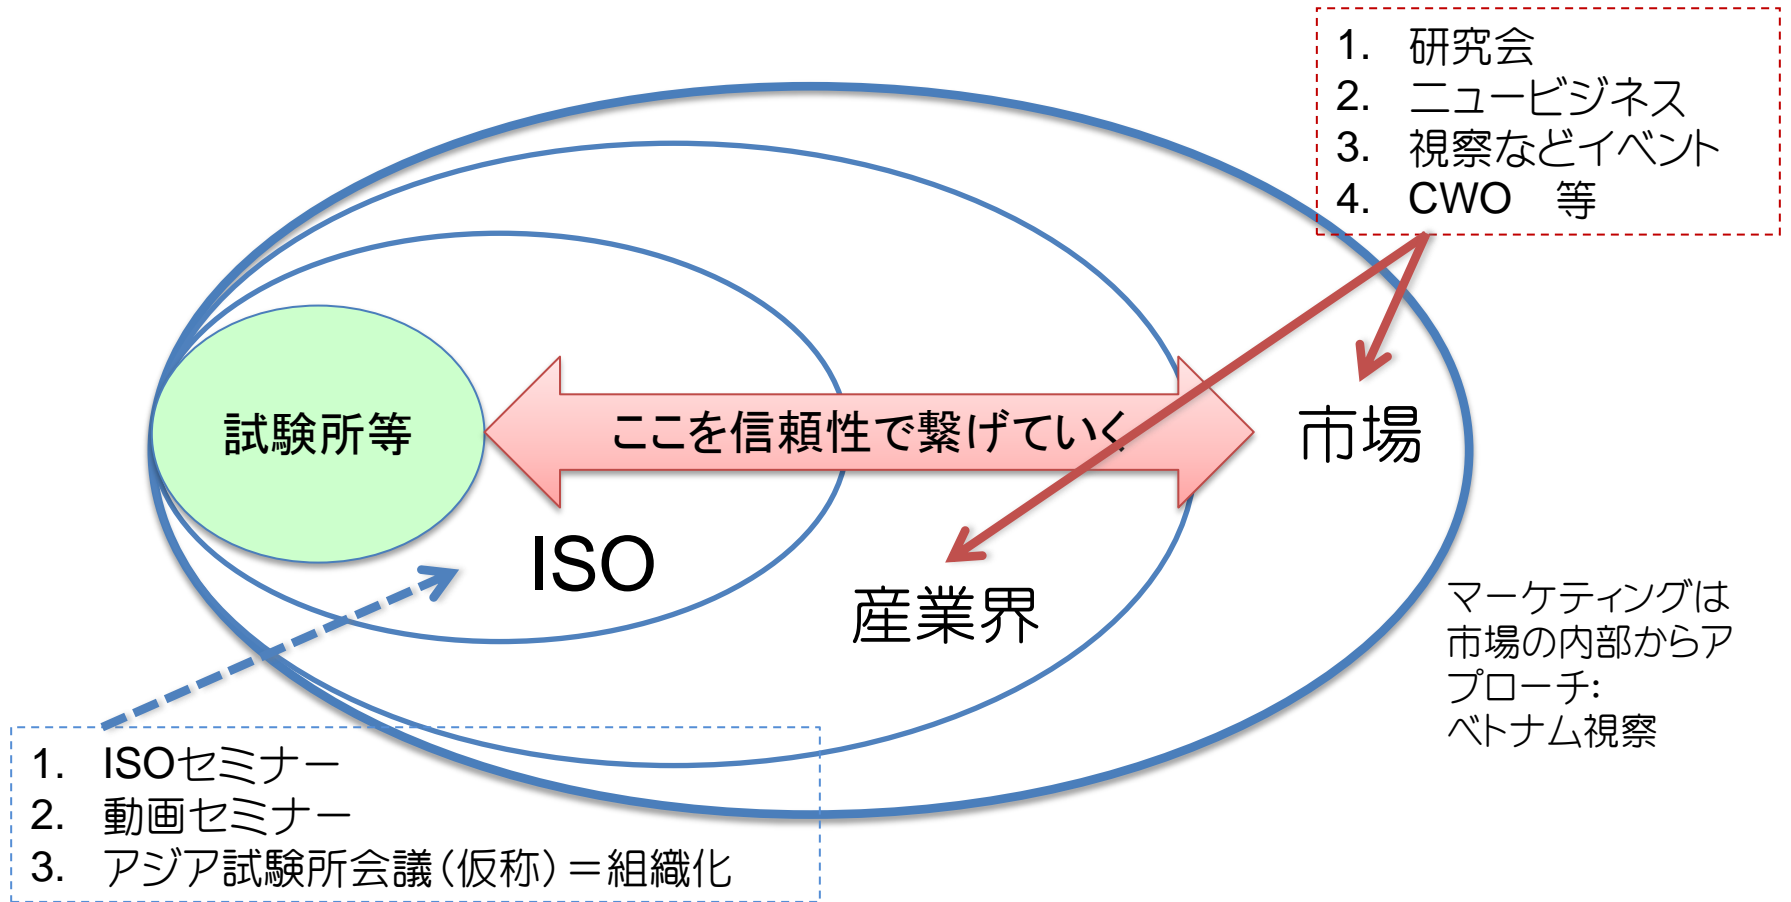 1. 研究会
2. ニュービジネス
3. 視察などイベント
4. CWO　等
試験所等
ここを信頼性で繋げていく
市場
ISO
産業界
マーケティングは
市場の内部からア
プローチ:
ベトナム視察
1. ISOセミナー
2. 動画セミナー
3. アジア試験所会議（仮称）＝組織化